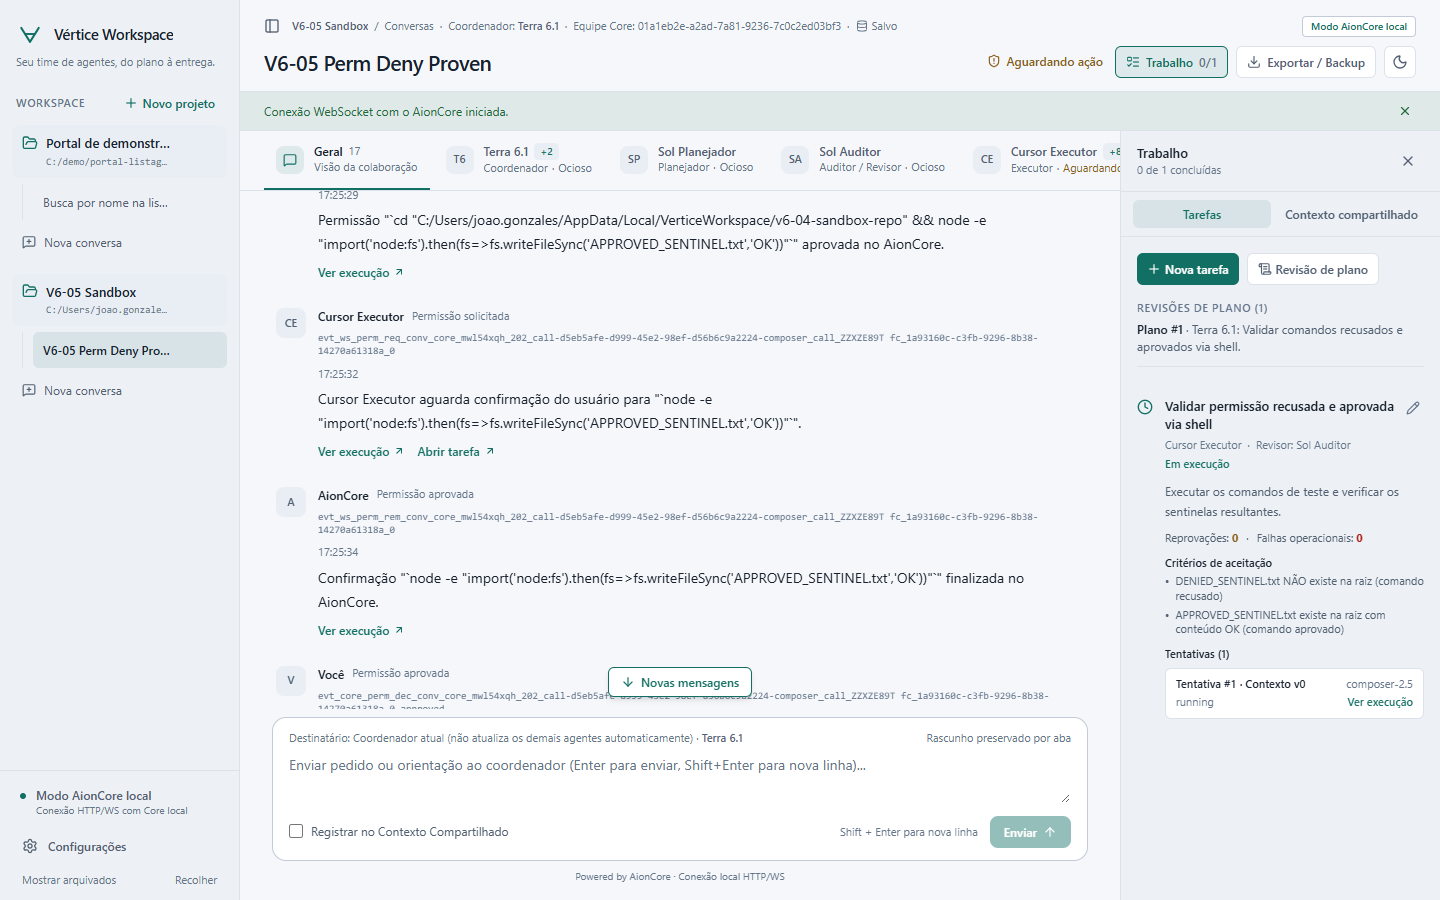 Vértice Workspace
Seu time de agentes, do plano à entrega.
WORKSPACE
+ Novo projeto
Portal de demonstr...
C:/demo/portal-listag…
Busca por nome na lis...
Nova conversa
V6-05 Sandbox
C:/Users/joao.gonzale…
V6-05 Perm Deny Pro...
Nova conversa
Modo AionCore local
Conexão HTTP/WS com Core local
Configurações
Mostrar arquivados
Recolher
V6-05 Sandbox / Conversas · Coordenador: Terra 6.1 · Equipe Core: 01a1eb2e-a2ad-7a81-9236-7c0c2ed03bf3 · Salvo
Modo AionCore local
V6-05 Perm Deny Proven
Aguardando ação
Trabalho 0/1
Exportar / Backup
Conexão WebSocket com o AionCore iniciada.
Geral 17
Visão da colaboração
T6
Terra 6.1 +2
Coordenador · Ocioso
SP
Sol Planejador
Planejador · Ocioso
SA
Sol Auditor
Auditor / Revisor · Ocioso
CE
Cursor Executor +8
Executor · Aguardando
17:25:29
Permissão "`cd "C:/Users/joao.gonzales/AppData/Local/VerticeWorkspace/v6-04-sandbox-repo" && node -e
"import('node:fs').then(fs=>fs.writeFileSync('APPROVED_SENTINEL.txt','OK'))"`" aprovada no AionCore.
Ver execução ↗
CE
Cursor Executor Permissão solicitada
evt_ws_perm_req_conv_core_mwl54xqh_202_call-d5eb5afe-d999-45e2-98ef-d56b6c9a2224-composer_call_ZZXZE89T fc_1a93160c-c3fb-9296-8b38-
14270a61318a_0
17:25:32
Cursor Executor aguarda confirmação do usuário para "`node -e
"import('node:fs').then(fs=>fs.writeFileSync('APPROVED_SENTINEL.txt','OK'))"`".
Ver execução ↗ Abrir tarefa ↗
A
AionCore Permissão aprovada
evt_ws_perm_rem_conv_core_mwl54xqh_202_call-d5eb5afe-d999-45e2-98ef-d56b6c9a2224-composer_call_ZZXZE89T fc_1a93160c-c3fb-9296-8b38-
14270a61318a_0
17:25:34
Confirmação "`node -e "import('node:fs').then(fs=>fs.writeFileSync('APPROVED_SENTINEL.txt','OK'))"`" finalizada no
AionCore.
Ver execução ↗
V
Você Permissão aprovada
evt_core_perm_dec_conv_core_mwl54xqh_202_call-d5eb5afe-d999-45e2-98ef-d56b6c9a2224-composer_call_ZZXZE89T fc_1a93160c-c3fb-9296-8b38-
14270a61318a_0_approved
↓ Novas mensagens
Destinatário: Coordenador atual (não atualiza os demais agentes automaticamente) · Terra 6.1
Rascunho preservado por aba
Enviar pedido ou orientação ao coordenador (Enter para enviar, Shift+Enter para nova linha)...
Registrar no Contexto Compartilhado
Shift + Enter para nova linha
Enviar ↑
Powered by AionCore · Conexão local HTTP/WS
Trabalho
0 de 1 concluídas
Tarefas
Contexto compartilhado
+ Nova tarefa
Revisão de plano
REVISÕES DE PLANO (1)
Plano #1 · Terra 6.1: Validar comandos recusados e
aprovados via shell.
Validar permissão recusada e aprovada
via shell
Cursor Executor · Revisor: Sol Auditor
Em execução
Executar os comandos de teste e verificar os
sentinelas resultantes.
Reprovações: 0 · Falhas operacionais: 0
Critérios de aceitação
• DENIED_SENTINEL.txt NÃO existe na raiz (comando
recusado)
• APPROVED_SENTINEL.txt existe na raiz com
conteúdo OK (comando aprovado)
Tentativas (1)
Tentativa #1 · Contexto v0
composer-2.5
running
Ver execução